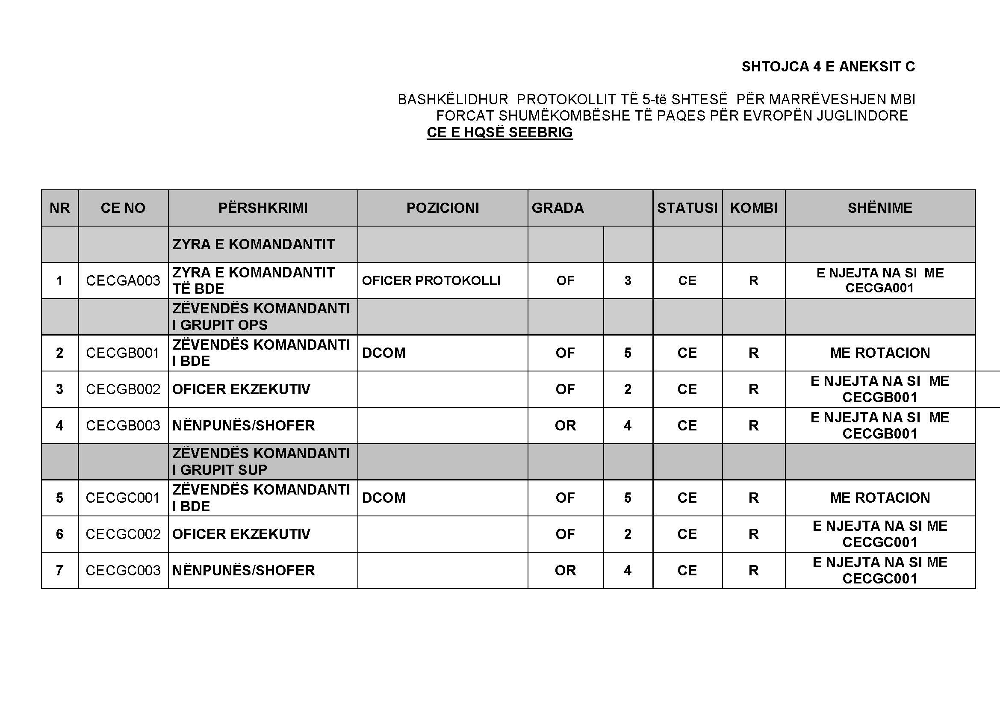 SHTOJCA 4 E ANEKSIT C
BASHKËLIDHUR  PROTOKOLLIT TË 5-të SHTESË  PËR MARRËVESHJEN MBI
FORCAT SHUMËKOMBËSHE TË PAQES PËR EVROPËN JUGLINDORE
CE E HQSË SEEBRIG
NR CE NO PËRSHKRIMI POZICIONI GRADA STATUSI KOMBI SHËNIME
ZYRA E KOMANDANTIT
1 CECGA003 ZYRA E KOMANDANTIT
TË BDE OFICER PROTOKOLLI OF 3 CE R E NJEJTA NA SI  ME
CECGA001
ZËVENDËS KOMANDANTI
I GRUPIT OPS
2 CECGB001 ZËVENDËS KOMANDANTI
I BDE DCOM OF 5 CE R ME ROTACION
3 CECGB002 OFICER EKZEKUTIV OF 2 CE R E NJEJTA NA SI  ME
CECGB001
4 CECGB003 NËNPUNËS/SHOFER OR 4 CE R E NJEJTA NA SI  ME
CECGB001
ZËVENDËS KOMANDANTI
I GRUPIT SUP
5 CECGC001 ZËVENDËS KOMANDANTI
I BDE DCOM OF 5 CE R ME ROTACION
6 CECGC002 OFICER EKZEKUTIV OF 2 CE R E NJEJTA NA SI ME
CECGC001
7 CECGC003 NËNPUNËS/SHOFER OR 4 CE R E NJEJTA NA SI ME
CECGC001